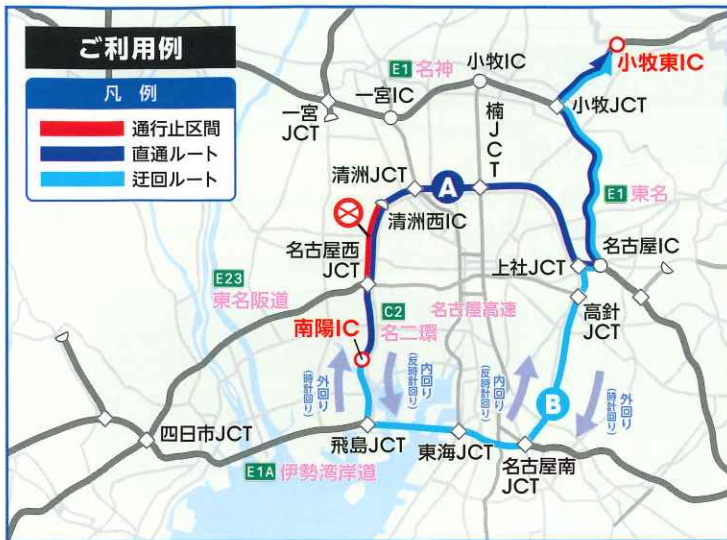 ご利用例
凡例
通行止区間
直通ルート
迂回ルート
小牧東IC
小牧IC
E1 名神
一宮IC
一宮
JCT
楠JCT
小牧JCT
清洲JCT
A
清洲西IC
E1 東名
名古屋西
JCT
名古屋IC
上社JCT
E23
東名阪道
C2
名二環
名古屋高速
高針
JCT
南陽IC
外回り
(時計回り)
内回り
(反時計回り)
内回り
(反時計回り)
B
外回り
(時計回り)
四日市JCT
飛島JCT
東海JCT
名古屋南
JCT
E1A 伊勢湾岸道